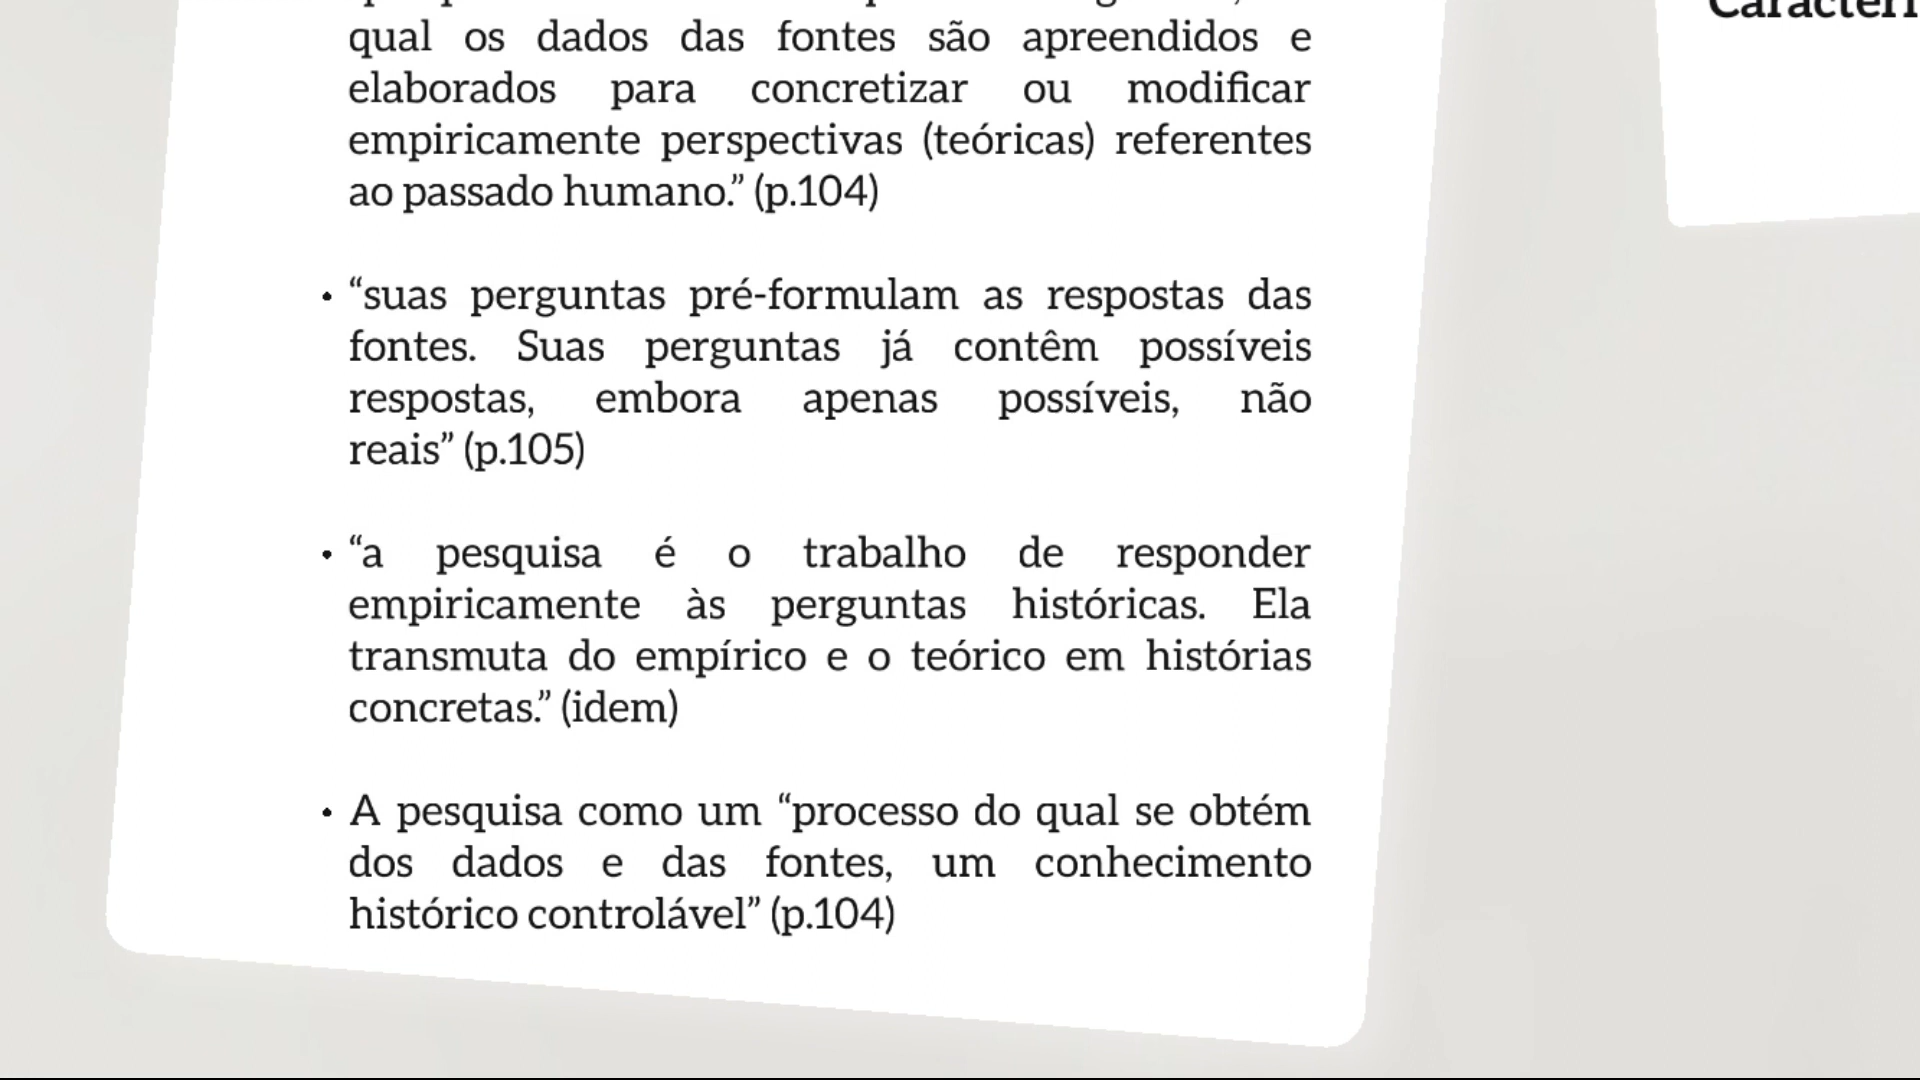 qual os dados das fontes são apreendidos e
elaborados para concretizar ou modificar
empiricamente perspectivas (teóricas) referentes
ao passado humano.” (p.104)
• “suas perguntas pré-formulam as respostas das
fontes. Suas perguntas já contêm possíveis
respostas, embora apenas possíveis, não
reais” (p.105)
• “a pesquisa é o trabalho de responder
empiricamente às perguntas históricas. Ela
transmuta do empírico e o teórico em histórias
concretas.” (idem)
• A pesquisa como um “processo do qual se obtém
dos dados e das fontes, um conhecimento
histórico controlável” (p.104)
Caracterí